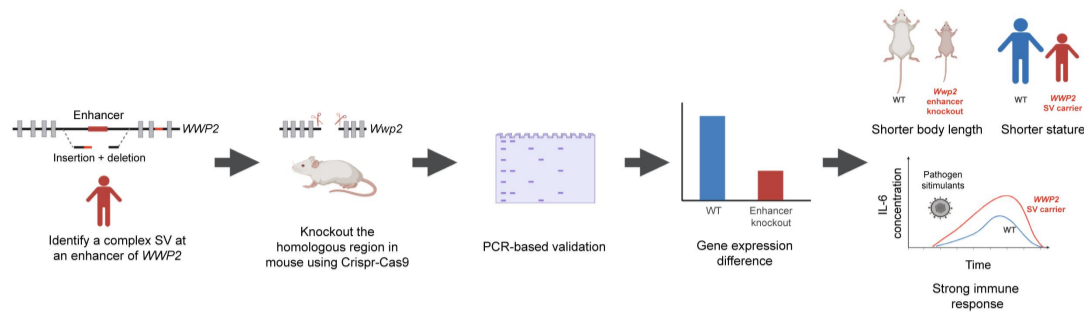 Enhancer
WWP2
Insertion + deletion
Identify a complex SV at
an enhancer of WWP2
Wwp2
Knockout the
homologous region in
mouse using Crispr-Cas9
PCR-based validation
WT
Enhancer
knockout
Gene expression
difference
WT
Wwp2
enhancer
knockout
Shorter body length
WT
WWP2
SV carrier
Shorter stature
IL-6
concentration
Pathogen
stimulants
WWP2
SV carrier
WT
Time
Strong immune
response